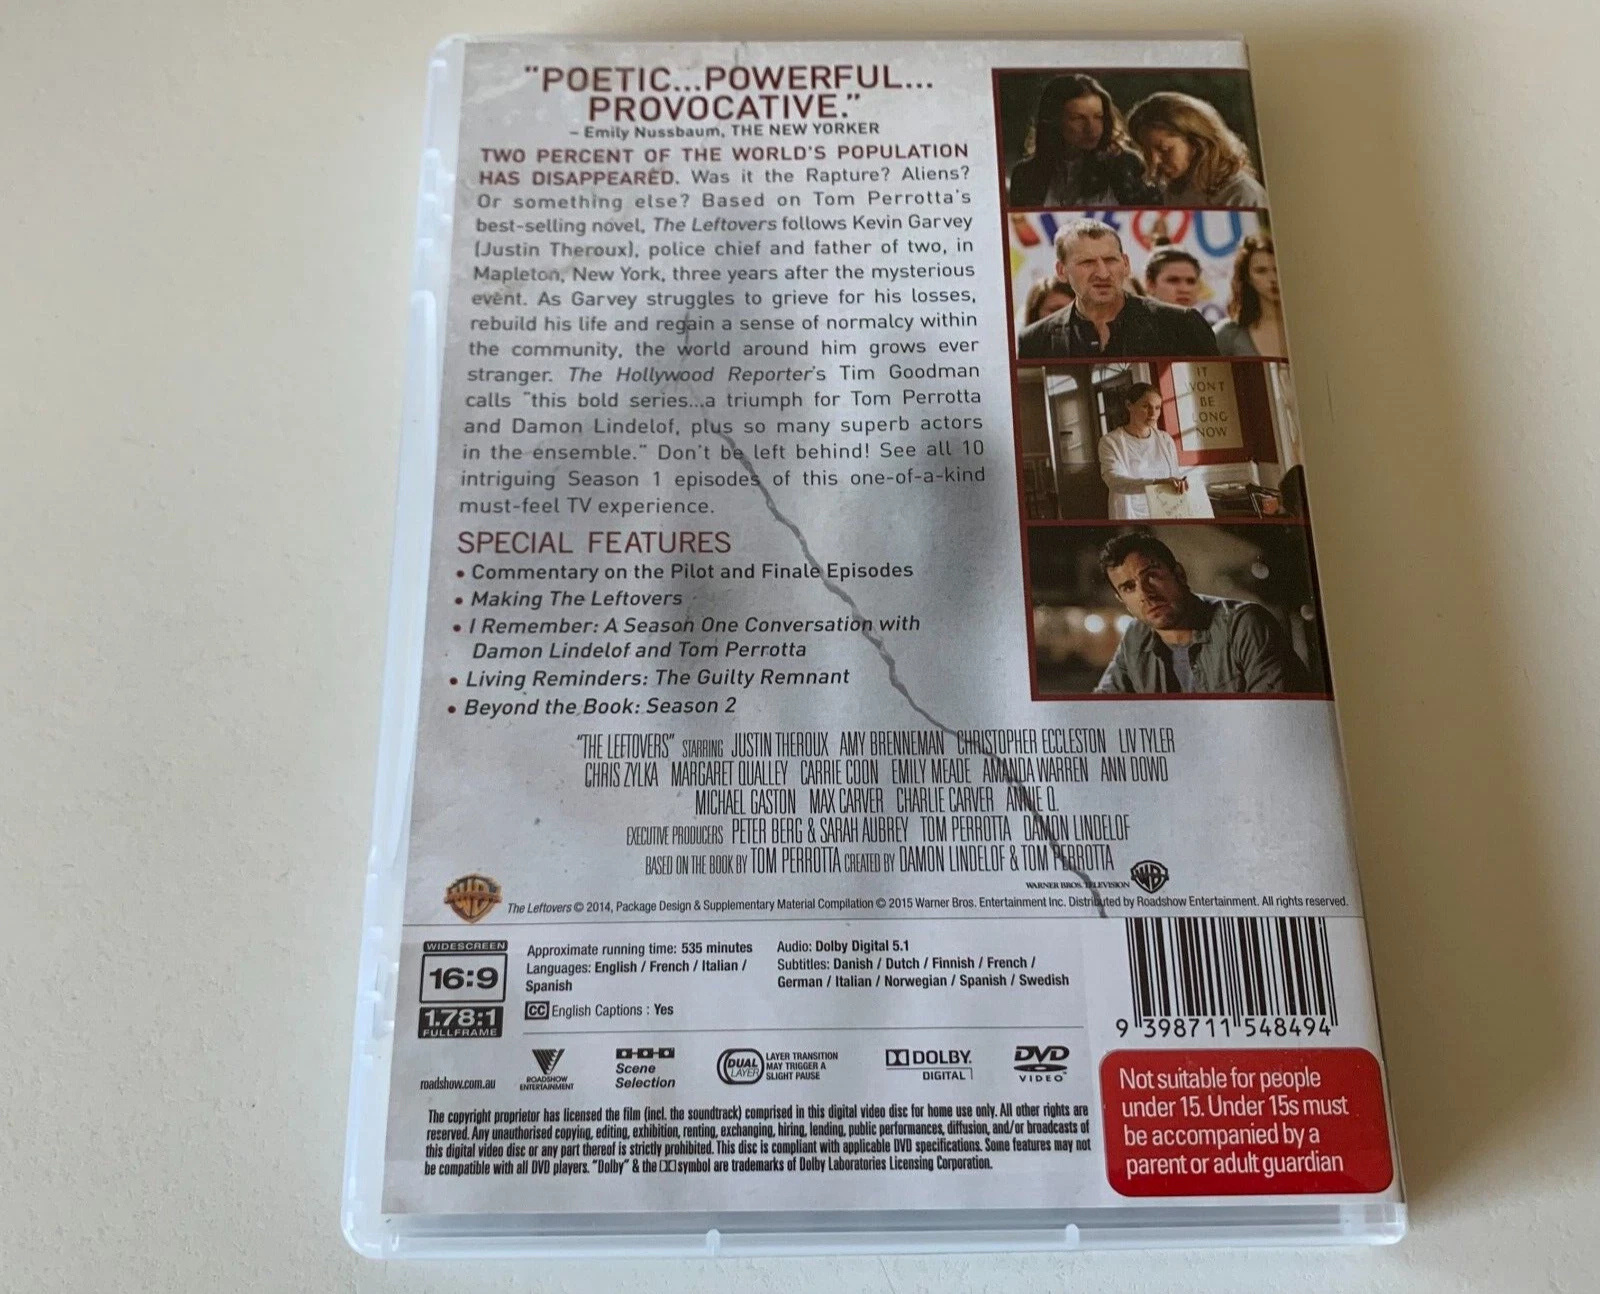 "POETIC...POWERFUL...
PROVOCATIVE."
– Emily Nussbaum, THE NEW YORKER
TWO PERCENT OF THE WORLD'S POPULATION
HAS DISAPPEARED. Was it the Rapture? Aliens?
Or something else? Based on Tom Perrotta's
best-selling novel, The Leftovers follows Kevin Garvey
(Justin Theroux), police chief and father of two, in
Mapleton, New York, three years after the mysterious
event. As Garvey struggles to grieve for his losses,
rebuild his life and regain a sense of normalcy within
the community, the world around him grows ever
stranger. The Hollywood Reporter's Tim Goodman
calls "this bold series...a triumph for Tom Perrotta
and Damon Lindelof, plus so many superb actors
in the ensemble." Don't be left behind! See all 10
intriguing Season 1 episodes of this one-of-a-kind
must-feel TV experience.
IT
WON'T
BE
LONG
NOW
SPECIAL FEATURES
• Commentary on the Pilot and Finale Episodes
• Making The Leftovers
• I Remember: A Season One Conversation with
Damon Lindelof and Tom Perrotta
• Living Reminders: The Guilty Remnant
• Beyond the Book: Season 2
"THE LEFTOVERS" STARRING JUSTIN THEROUX AMY BRENNEMAN CHRISTOPHER ECCLESTON LIV TYLER
CHRIS ZYLKA MARGARET QUALLEY CARRIE COON EMILY MEADE AMANDA WARREN ANN DOWD
MICHAEL GASTON MAX CARVER CHARLIE CARVER ANNIE Q.
EXECUTIVE PRODUCERS PETER BERG & SARAH AUBREY TOM PERROTTA DAMON LINDELOF
BASED ON THE BOOK BY TOM PERROTTA CREATED BY DAMON LINDELOF & TOM PERROTTA
WARNER BROS. TELEVISION
The Leftovers © 2014, Package Design & Supplementary Material Compilation © 2015 Warner Bros. Entertainment Inc. Distributed by Roadshow Entertainment. All rights reserved.
WIDESCREEN
16:9
1.78:1
FULLFRAME
Approximate running time: 535 minutes
Languages: English / French / Italian /
Spanish
CC English Captions : Yes
Audio: Dolby Digital 5.1
Subtitles: Danish / Dutch / Finnish / French /
German / Italian / Norwegian / Spanish / Swedish
9 398711 548494
roadshow.com.au
ROADSHOW
ENTERTAINMENT
Scene
Selection
DUAL
LAYER
LAYER TRANSITION
MAY TRIGGER A
SLIGHT PAUSE
DOLBY
DIGITAL
DVD
VIDEO
The copyright proprietor has licensed the film (incl. the soundtrack) comprised in this digital video disc for home use only. All other rights are
reserved. Any unauthorised copying, editing, exhibition, renting, exchanging, hiring, lending, public performances, diffusion, and/or broadcasts of
this digital video disc or any part thereof is strictly prohibited. This disc is compliant with applicable DVD specifications. Some features may not
be compatible with all DVD players. "Dolby" & the symbol are trademarks of Dolby Laboratories Licensing Corporation.
Not suitable for people
under 15. Under 15s must
be accompanied by a
parent or adult guardian